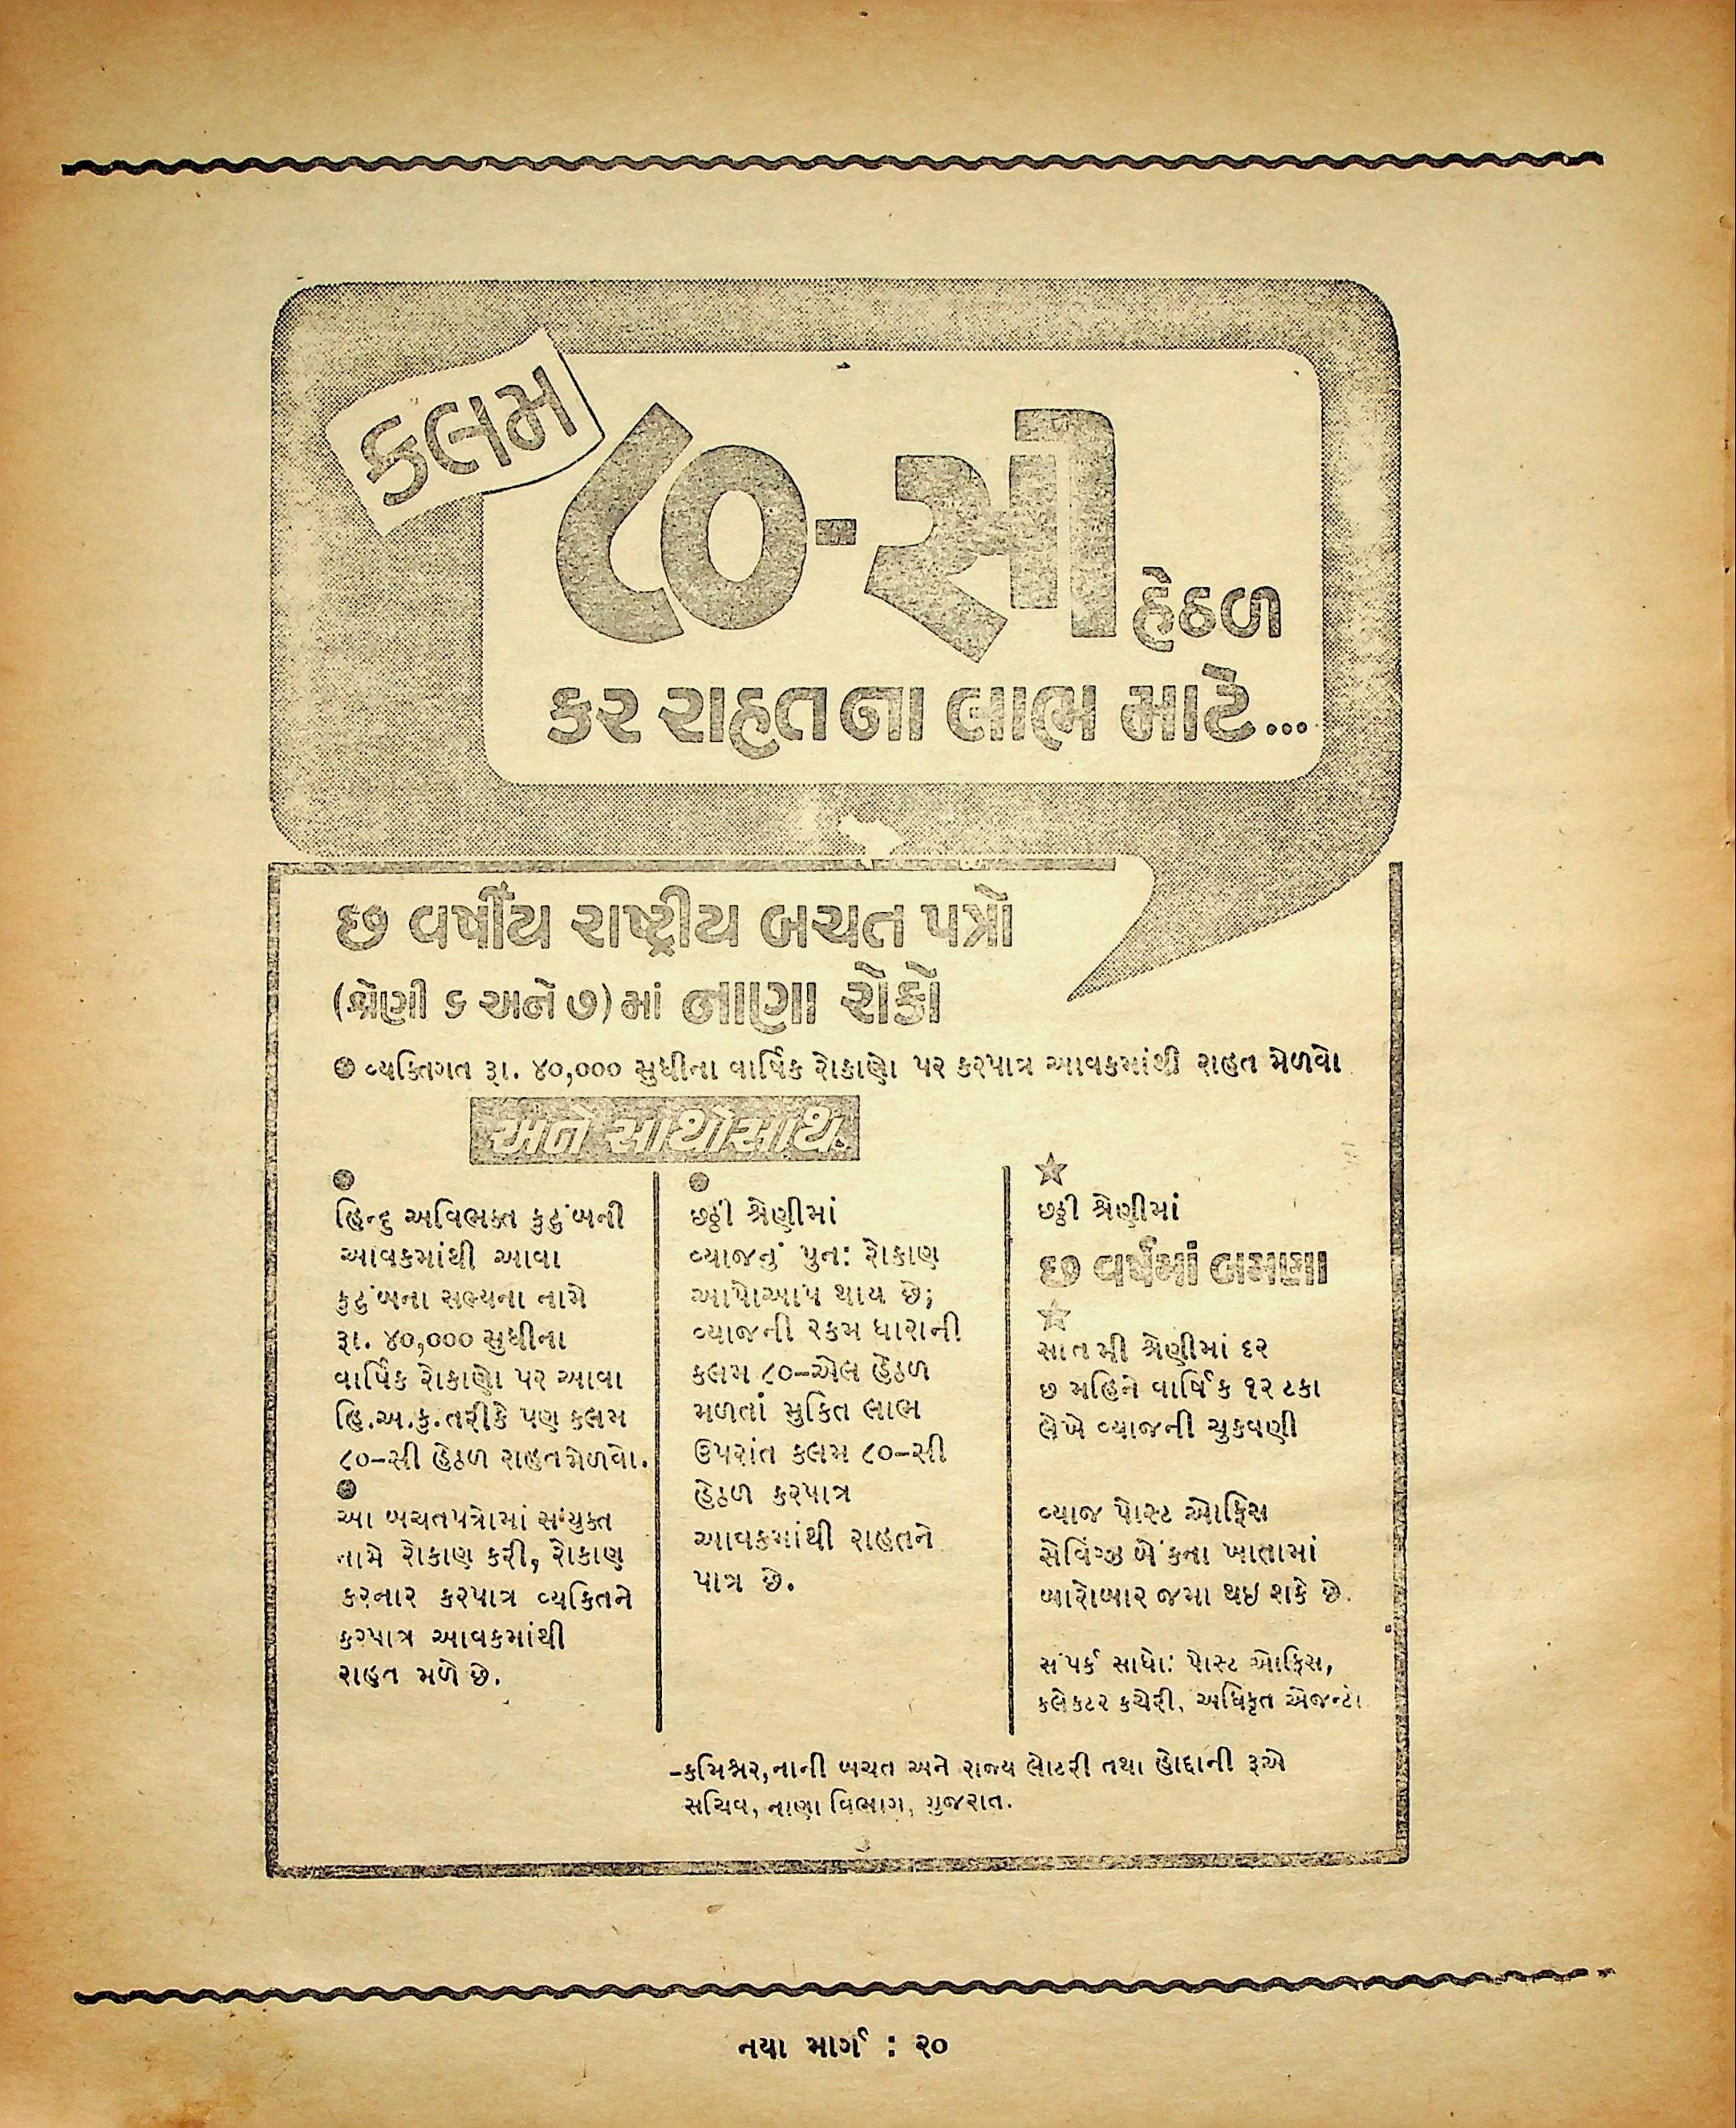 કલમ
૮૦-સી હેઠળ
કર રાહતના લાભ માટે...
છ વર્ષીય રાષ્ટ્રીય બચત પત્રો
(શ્રેણી ૬ અને ૭)માં નાણા રોકો
વ્યક્તિગત રૂા. ૪૦,૦૦૦ સુધીના વાર્ષિક રોકાણો પર કરપાત્ર આવકમાંથી રાહત મેળવો
અને સાથોસાથ
હિન્દુ અવિભક્ત કુટુંબની
આવકમાંથી આવા
કુટુંબના સભ્યના નામે
રૂા. ૪૦,૦૦૦ સુધીના
વાર્ષિક રોકાણો પર આવા
હિ.અ.કુ.તરીકે પણ કલમ
૮૦-સી હેઠળ રાહત મેળવો.
આ બચતપત્રોમાં સંયુક્ત
નામે રોકાણ કરી, રોકાણ
કરનાર કરપાત્ર વ્યકિતને
કરપાત્ર આવકમાંથી
રાહત મળે છે.
છઠ્ઠી શ્રેણીમાં
વ્યાજનું પુન: રોકાણ
આપોઆપ થાય છે;
વ્યાજની રકમ ધારાની
કલમ ૮૦-એલ હેઠળ
મળતાં મુકિત લાભ
ઉપરાંત કલમ ૮૦-સી
હેઠળ કરપાત્ર
આવકમાંથી રાહતને
પાત્ર છે.
છઠ્ઠી શ્રેણીમાં
છ વર્ષમાં બમણા
સાતમી શ્રેણીમાં દર
છ મહિને વાર્ષિક ૧૨ ટકા
લેખે વ્યાજની ચુકવણી
વ્યાજ પોસ્ટ ઓફિસ
સેવિંગ્ઝ બેંકના ખાતામાં
બારોબાર જમા થઇ શકે છે.
સંપર્ક સાધો: પોસ્ટ ઓફિસ,
કલેકટર કચેરી, અધિકૃત એજન્ટો
-કમિશ્નર,નાની બચત અને રાજ્ય લોટરી તથા હોદ્દાની રૂએ
સચિવ, નાણા વિભાગ, ગુજરાત.
નયા માર્ગ : ૨૦